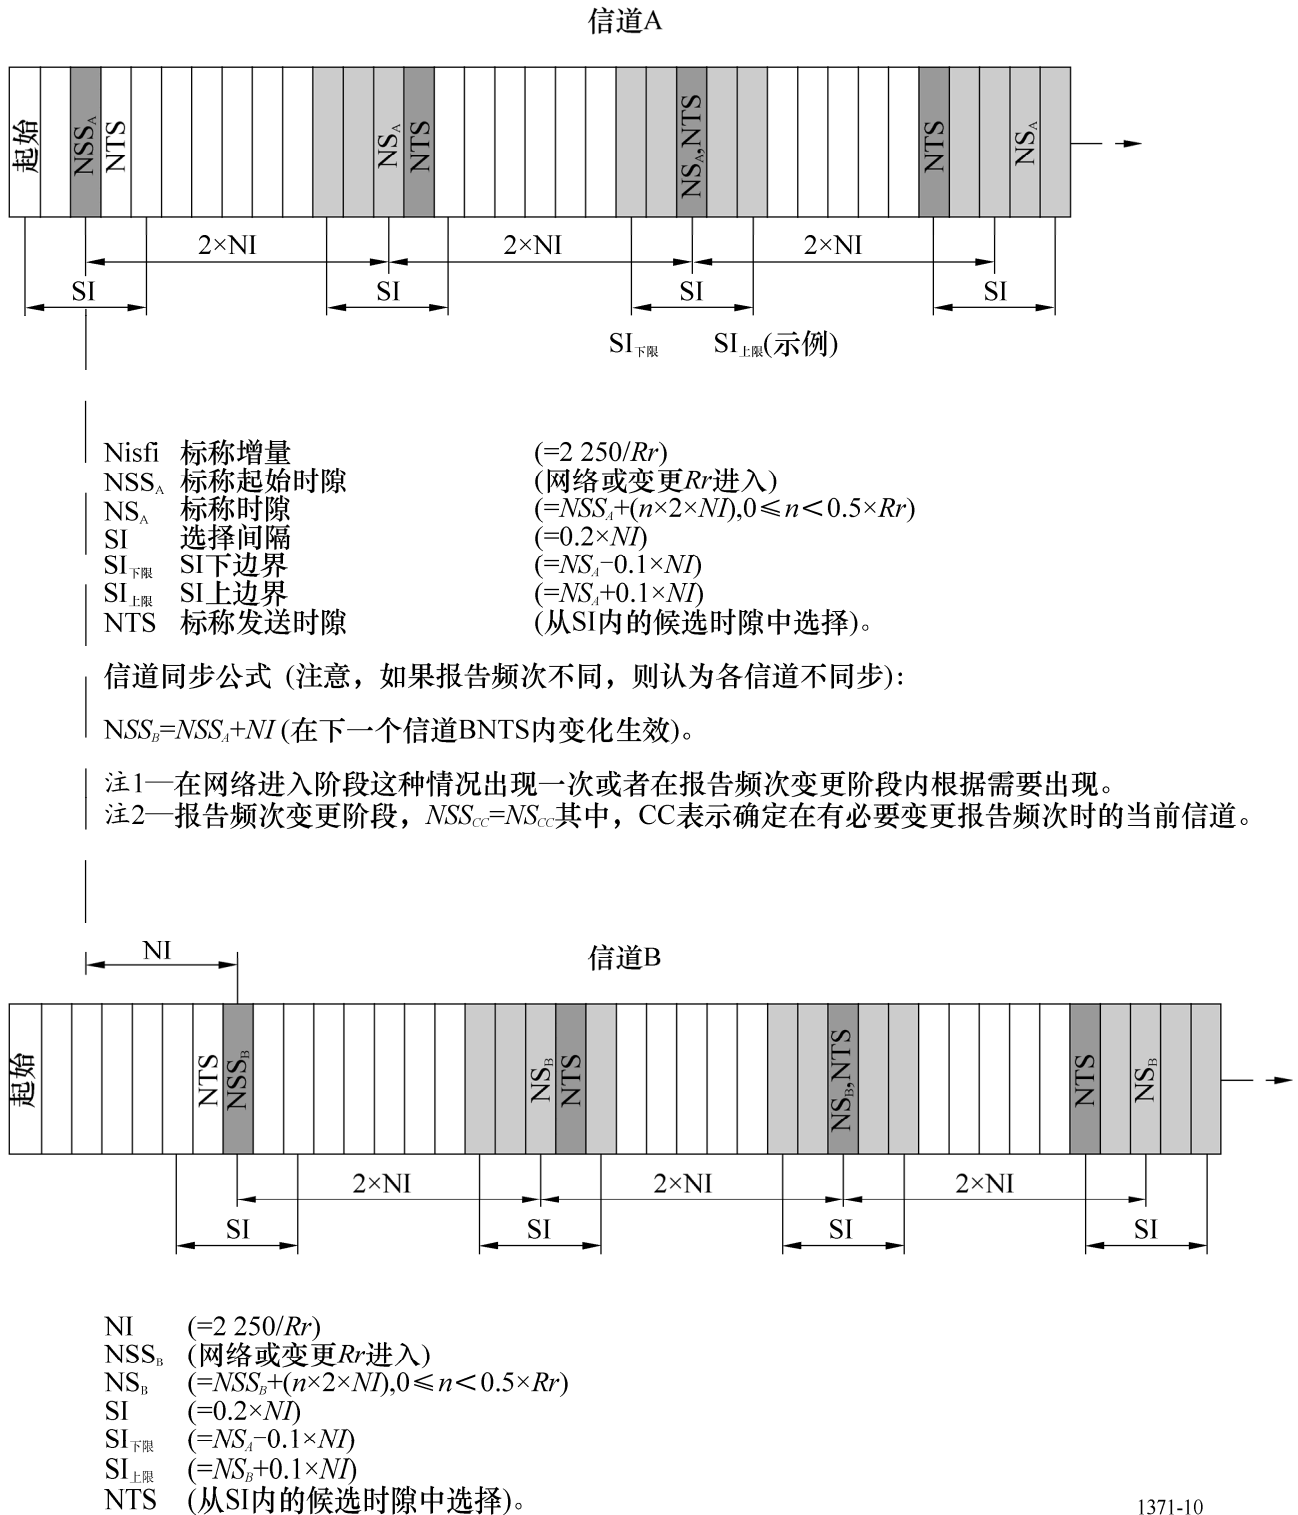 信道A
起始
NSSA
NTS
NSA
NTS
NSA,NTS
NTS
NSA
2×NI
2×NI
2×NI
SI
SI
SI
SI
SI下限
SI上限(示例)
Nisfi 标称增量 (=2 250/Rr)
NSSA 标称起始时隙 (网络或变更Rr进入)
NSA 标称时隙 (=NSSA+(n×2×NI),0≤n<0.5×Rr)
SI 选择间隔 (=0.2×NI)
SI下限 SI下边界 (=NSA−0.1×NI)
SI上限 SI上边界 (=NSA+0.1×NI)
NTS 标称发送时隙 (从SI内的候选时隙中选择)。
信道同步公式 (注意，如果报告频次不同，则认为各信道不同步)：
NSSB=NSSA+NI (在下一个信道BNTS内变化生效)。
注1—在网络进入阶段这种情况出现一次或者在报告频次变更阶段内根据需要出现。
注2—报告频次变更阶段，NSSCC=NSCC其中，CC表示确定在有必要变更报告频次时的当前信道。
NI
信道B
起始
NTS
NSSB
NSB
NTS
NSB,NTS
NTS
NSB
2×NI
2×NI
2×NI
SI
SI
SI
SI
NI (=2 250/Rr)
NSSB (网络或变更Rr进入)
NSB (=NSSB+(n×2×NI),0≤n<0.5×Rr)
SI (=0.2×NI)
SI下限 (=NSA−0.1×NI)
SI上限 (=NSB+0.1×NI)
NTS (从SI内的候选时隙中选择)。
1371-10